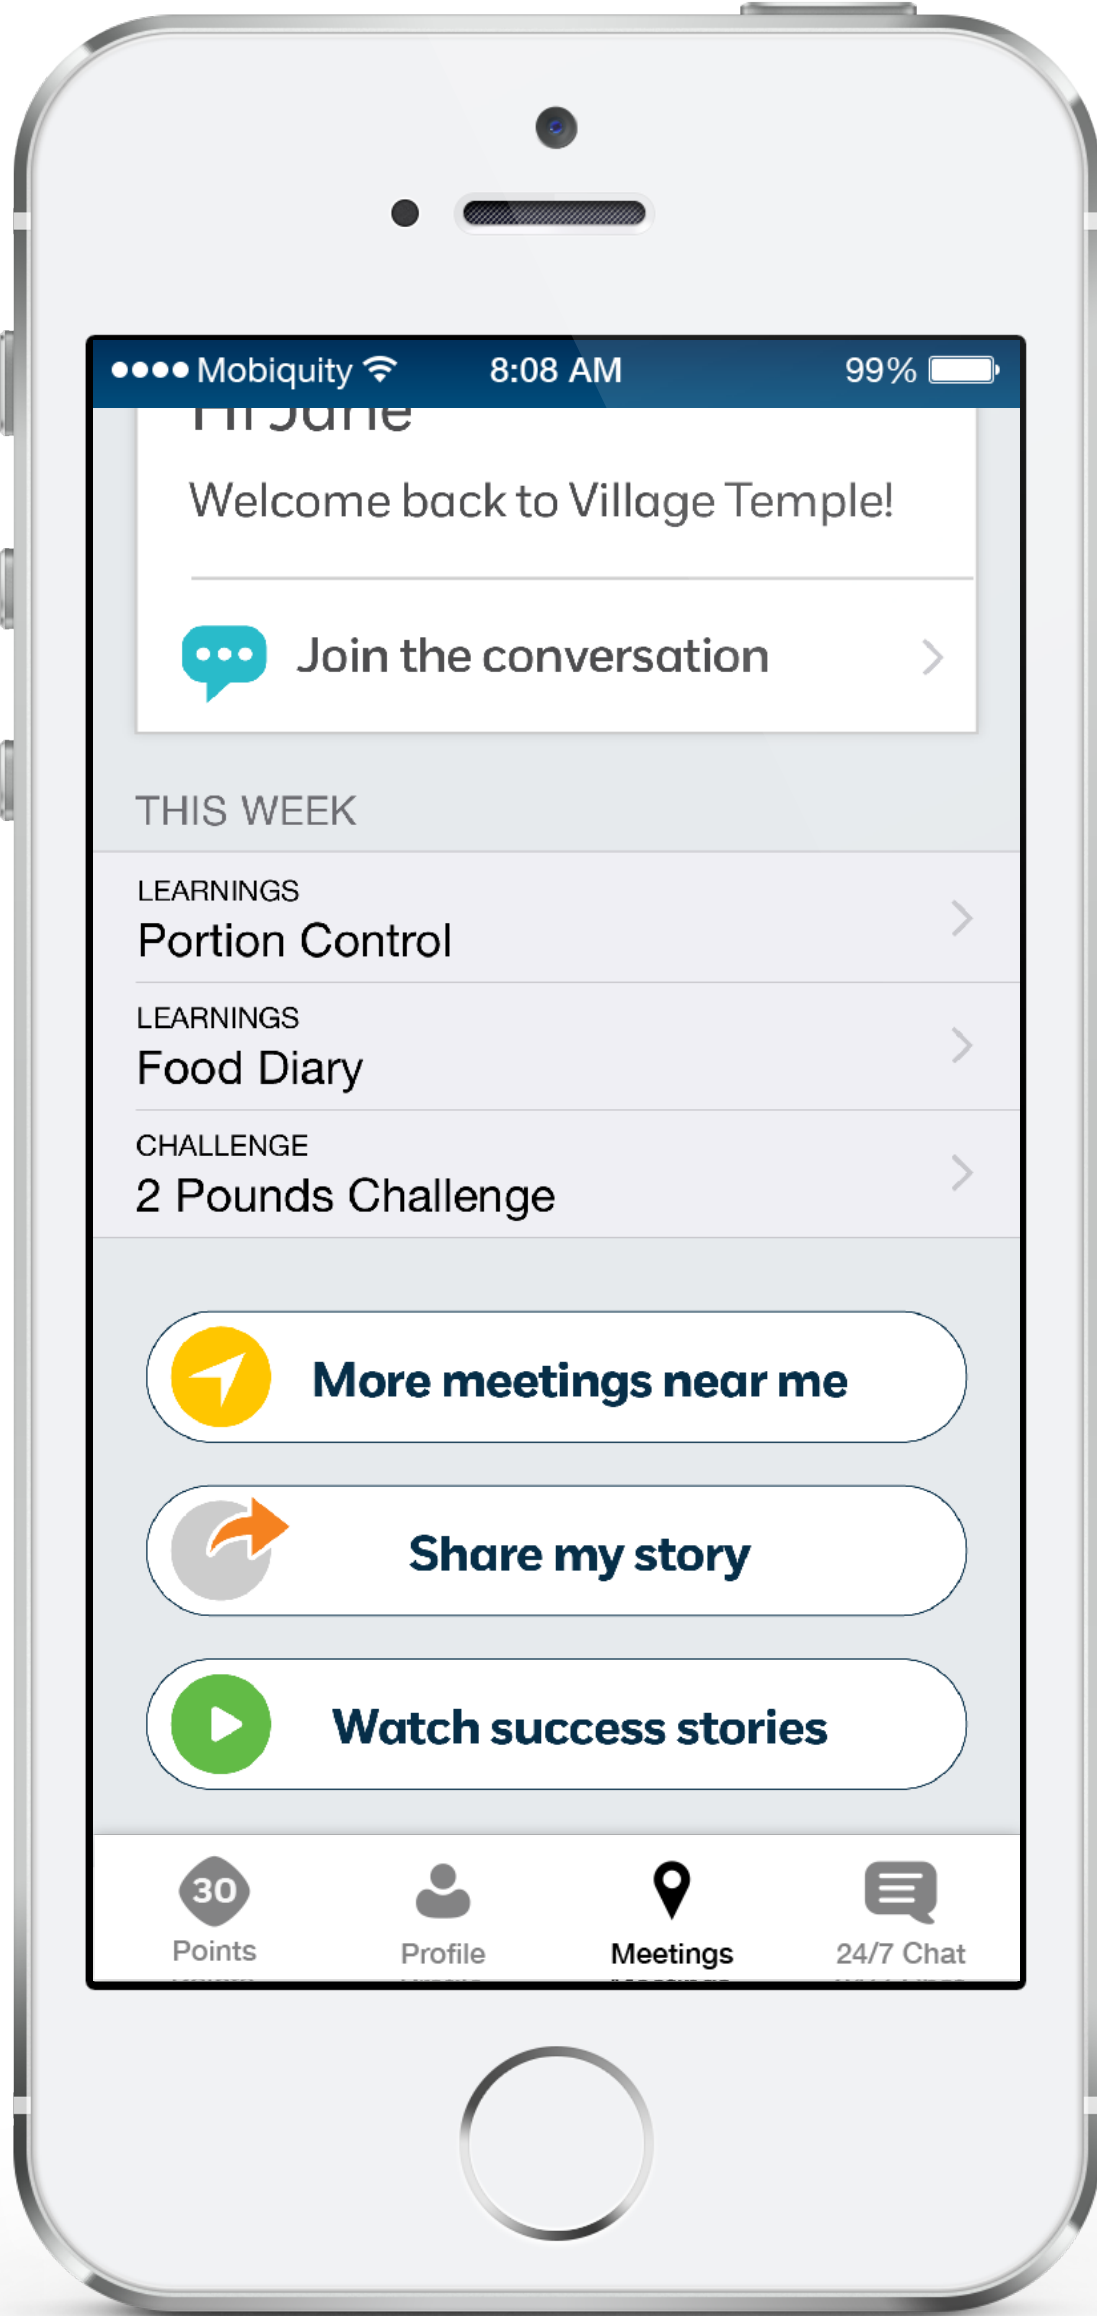 Mobiquity 8:08 AM 99%
Hi Jane
Welcome back to Village Temple!
Join the conversation
THIS WEEK
LEARNINGS
Portion Control
LEARNINGS
Food Diary
CHALLENGE
2 Pounds Challenge
More meetings near me
Share my story
Watch success stories
30
Points Profile Meetings 24/7 Chat